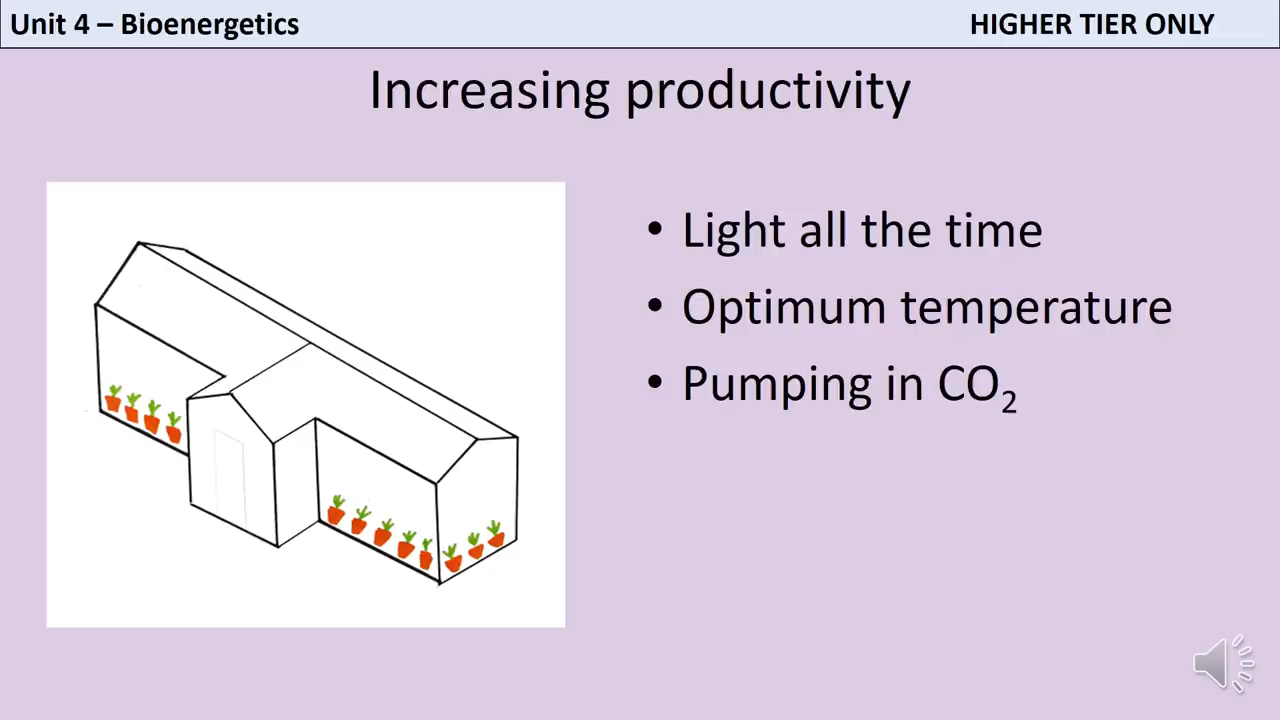 Unit 4 – Bioenergetics
HIGHER TIER ONLY
Increasing productivity
• Light all the time
• Optimum temperature
• Pumping in CO₂